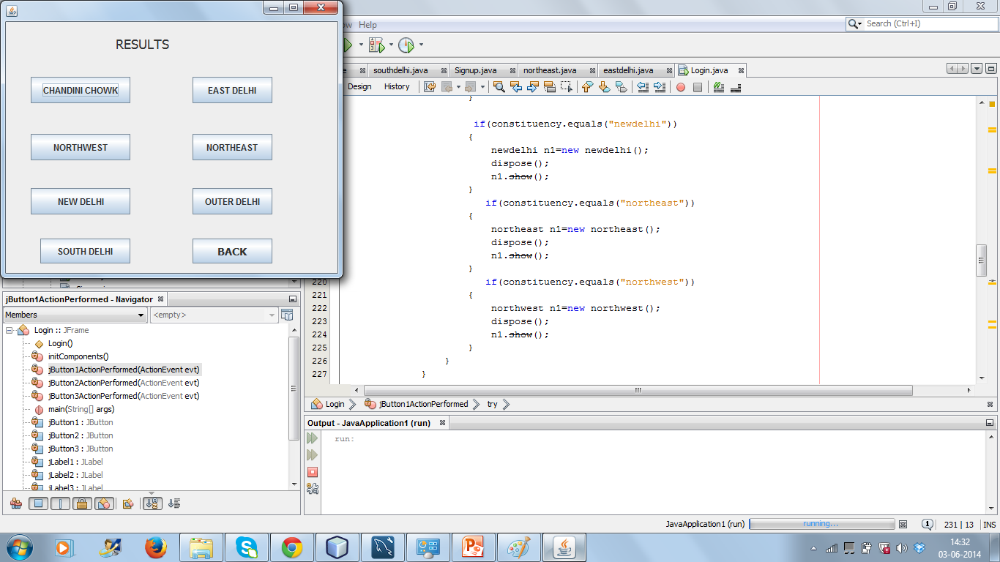 RESULTS
CHANDINI CHOWK
EAST DELHI
NORTHWEST
NORTHEAST
NEW DELHI
OUTER DELHI
SOUTH DELHI
BACK
Help
Search (Ctrl+I)
southdelhi.java
Signup.java
northeast.java
eastdelhi.java
Login.java
Design
History
}
if(constituency.equals("newdelhi"))
{
newdelhi n1=new newdelhi();
dispose();
n1.show();
}
if(constituency.equals("northeast"))
{
northeast n1=new northeast();
dispose();
n1.show();
}
220 if(constituency.equals("northwest"))
221 {
222 northwest n1=new northwest();
223 dispose();
224 n1.show();
225 }
226 }
227 }
jButton1ActionPerformed - Navigator
Members
<empty>
Login :: JFrame
Login()
initComponents()
jButton1ActionPerformed(ActionEvent evt)
jButton2ActionPerformed(ActionEvent evt)
jButton3ActionPerformed(ActionEvent evt)
main(String[] args)
jButton1 : JButton
jButton2 : JButton
jButton3 : JButton
jLabel1 : JLabel
jLabel2 : JLabel
jLabel3 : JLabel
Login
jButton1ActionPerformed
try
Output - JavaApplication1 (run)
run:
JavaApplication1 (run)
running...
1
231 | 13
INS
14:32
03-06-2014